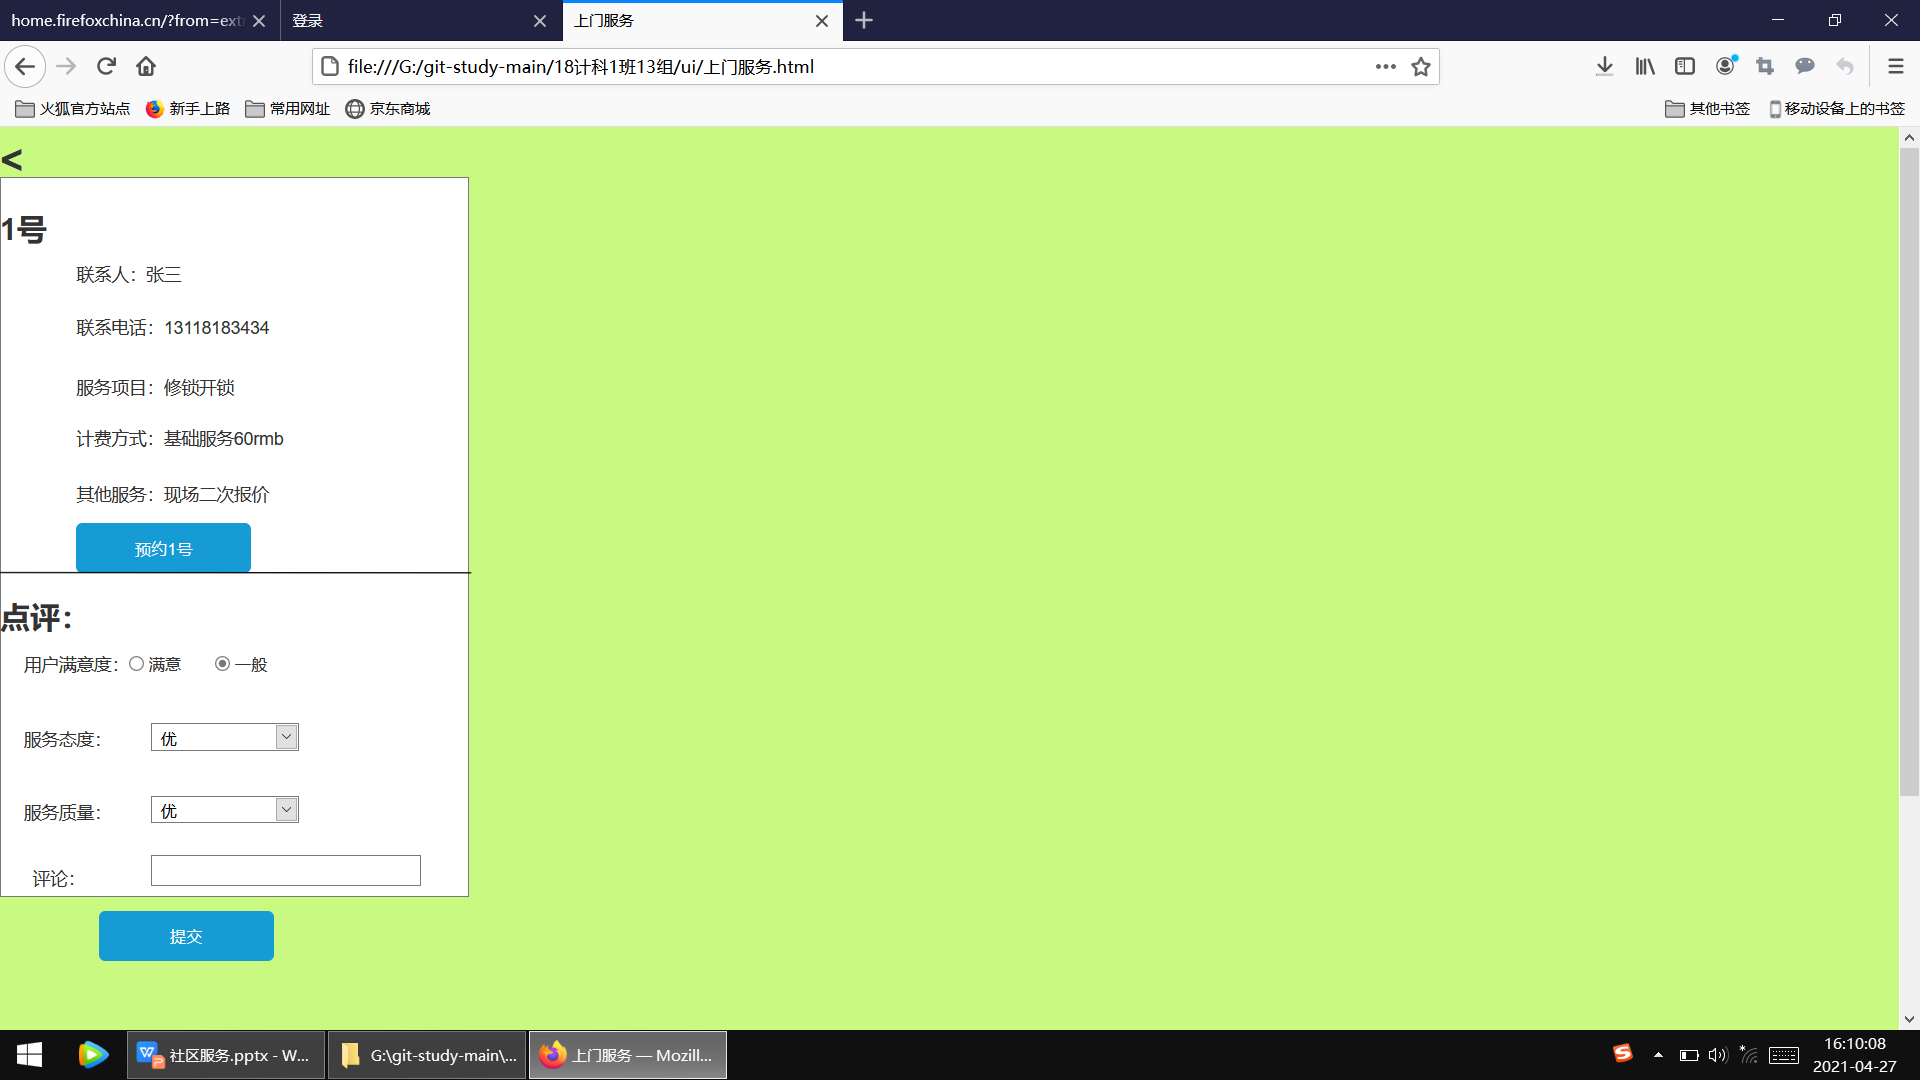 home.firefoxchina.cn/?from=extr
登录
上门服务
file:///G:/git-study-main/18计科1班13组/ui/上门服务.html
火狐官方站点
新手上路
常用网址
京东商城
其他书签
移动设备上的书签
<
1号
联系人：张三
联系电话：13118183434
服务项目：修锁开锁
计费方式：基础服务60rmb
其他服务：现场二次报价
预约1号
点评：
用户满意度： 满意 一般
服务态度： 优
服务质量： 优
评论：
提交
社区服务.pptx - W...
G:\git-study-main\...
上门服务 — Mozill...
16:10:08
2021-04-27